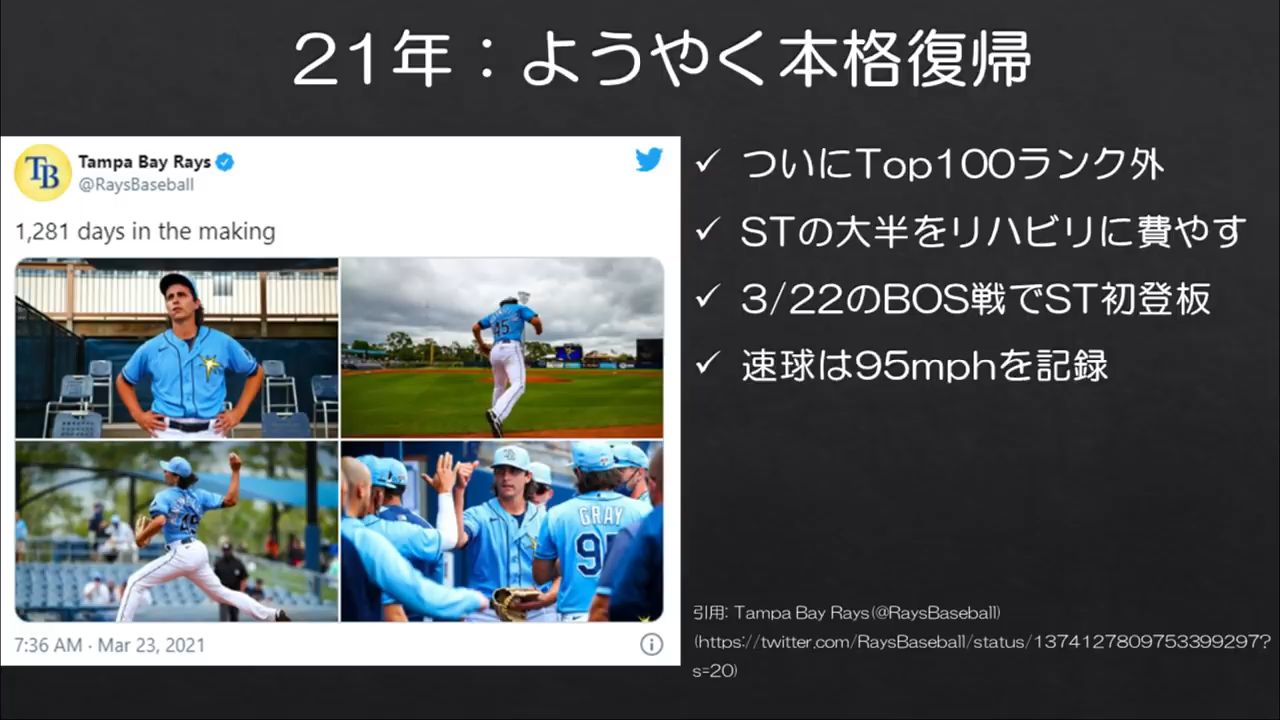 21年：ようやく本格復帰
TB
Tampa Bay Rays
@RaysBaseball
1,281 days in the making
45
GRAY
7:36 AM · Mar 23, 2021
✓ ついにTop100ランク外
✓ STの大半をリハビリに費やす
✓ 3/22のBOS戦でST初登板
✓ 速球は95mphを記録
引用: Tampa Bay Rays(@RaysBaseball)
(https://twitter.com/RaysBaseball/status/1374127809753399297?
s=20)